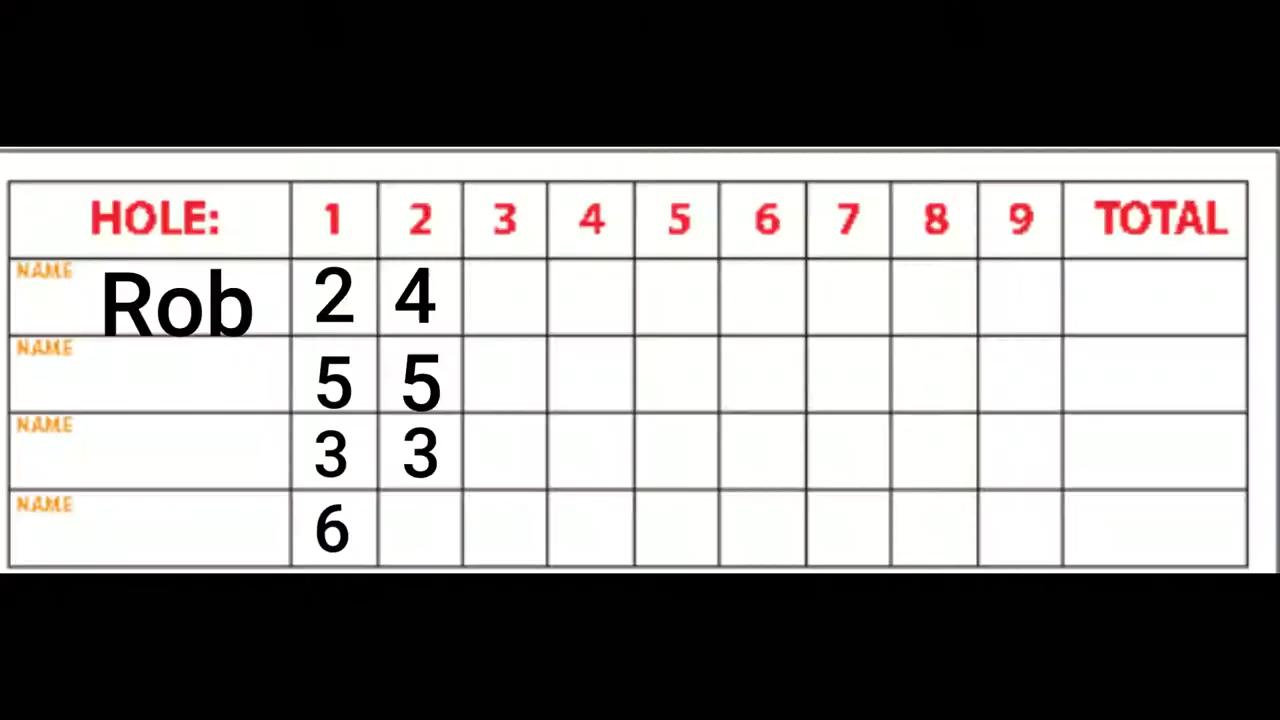 HOLE: 1 2 3 4 5 6 7 8 9 TOTAL
NAME Rob 2 4
NAME 5 5
NAME 3 3
NAME 6